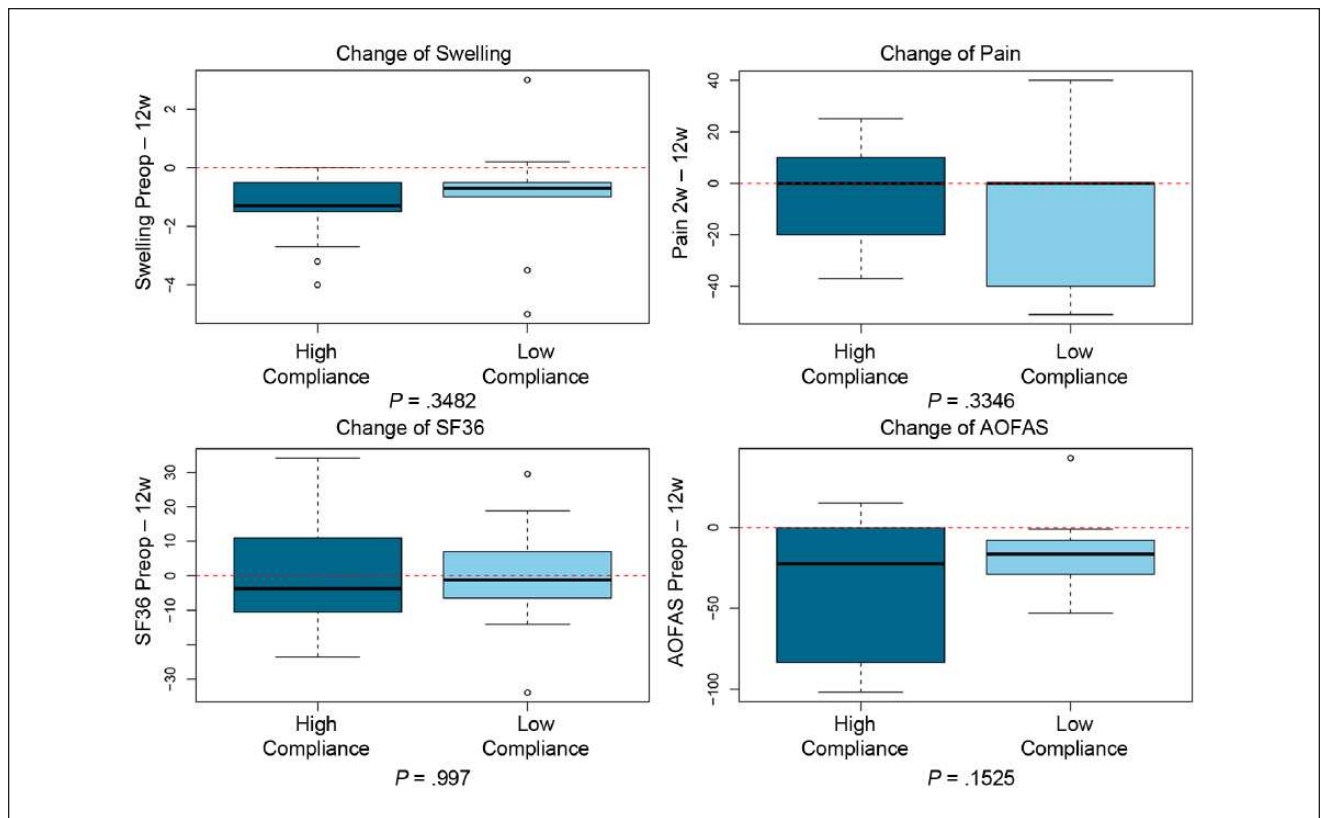 Change of Swelling
Swelling Preop – 12w
2
0
−2
−4
High
Compliance
Low
Compliance
P = .3482
Change of Pain
Pain 2w – 12w
40
20
0
−20
−40
High
Compliance
Low
Compliance
P = .3346
Change of SF36
SF36 Preop – 12w
30
20
10
0
−10
−30
High
Compliance
Low
Compliance
P = .997
Change of AOFAS
AOFAS Preop – 12w
0
−50
−100
High
Compliance
Low
Compliance
P = .1525